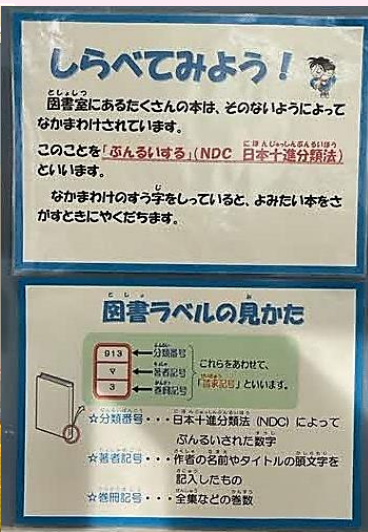 しらべてみよう！
図書室にあるたくさんの本は、そのないようによって
なかまわけされています。
このことを「ぶんるいする」(NDC 日本十進分類法)
といいます。
なかまわけのすう字をしっていると、よみたい本をさ
がすときにやくだちます。
図書ラベルの見かた
913 ← 分類番号
ﾏ ← 著者記号
3 ← 巻冊記号
これらをあわせて、
「請求記号」といいます。
☆分類番号・・・日本十進分類法 (NDC) によって
ぶんるいされた数字
☆著者記号・・・作者の名前やタイトルの頭文字を
記入したもの
☆巻冊記号・・・全集などの巻数